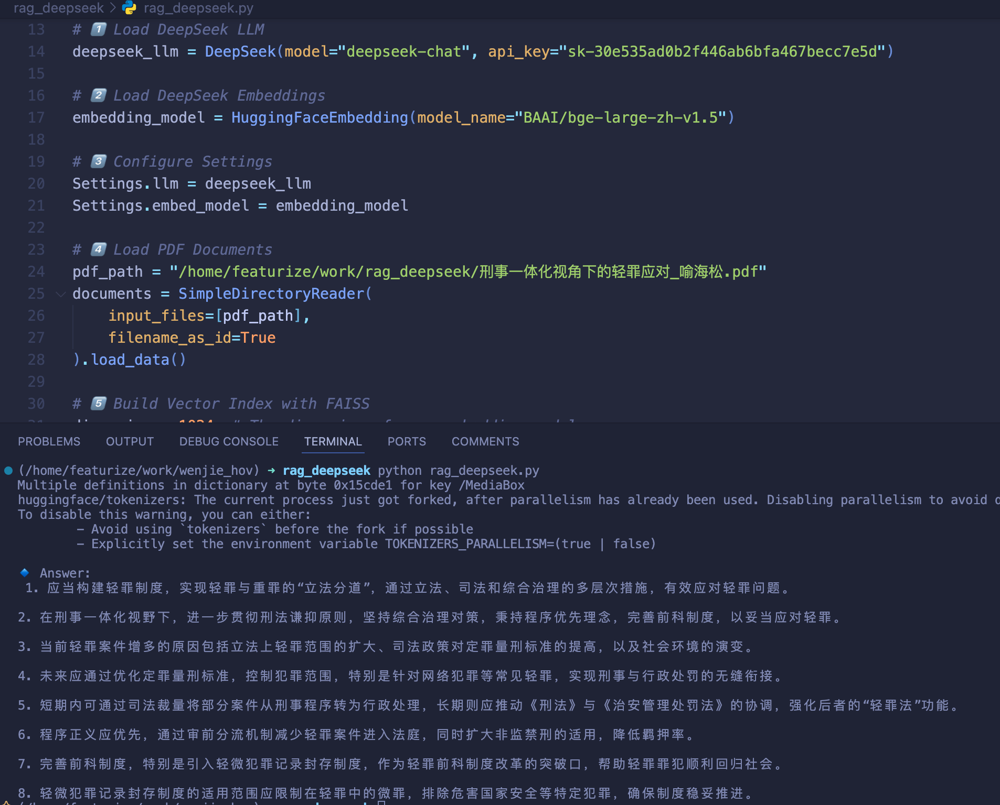 rag_deepseek > rag_deepseek.py
13 # 1️⃣ Load DeepSeek LLM
14 deepseek_llm = DeepSeek(model="deepseek-chat", api_key="sk-30e535ad0b2f446ab6bfa467becc7e5d")
15
16 # 2️⃣ Load DeepSeek Embeddings
17 embedding_model = HuggingFaceEmbedding(model_name="BAAI/bge-large-zh-v1.5")
18
19 # 3️⃣ Configure Settings
20 Settings.llm = deepseek_llm
21 Settings.embed_model = embedding_model
22
23 # 4️⃣ Load PDF Documents
24 pdf_path = "/home/featurize/work/rag_deepseek/刑事一体化视角下的轻罪应对_喻海松.pdf"
25 documents = SimpleDirectoryReader(
26     input_files=[pdf_path],
27     filename_as_id=True
28 ).load_data()
29
30 # 5️⃣ Build Vector Index with FAISS
PROBLEMS OUTPUT DEBUG CONSOLE TERMINAL PORTS COMMENTS
(/home/featurize/work/wenjie_hov) ➜ rag_deepseek python rag_deepseek.py
Multiple definitions in dictionary at byte 0x15cde1 for key /MediaBox
huggingface/tokenizers: The current process just got forked, after parallelism has already been used. Disabling parallelism to avoid
To disable this warning, you can either:
- Avoid using `tokenizers` before the fork if possible
- Explicitly set the environment variable TOKENIZERS_PARALLELISM=(true | false)
🔹 Answer:
1. 应当构建轻罪制度，实现轻罪与重罪的“立法分道”，通过立法、司法和综合治理的多层次措施，有效应对轻罪问题。
2. 在刑事一体化视野下，进一步贯彻刑法谦抑原则，坚持综合治理对策，秉持程序优先理念，完善前科制度，以妥当应对轻罪。
3. 当前轻罪案件增多的原因包括立法上轻罪范围的扩大、司法政策对定罪量刑标准的提高，以及社会环境的演变。
4. 未来应通过优化定罪量刑标准，控制犯罪范围，特别是针对网络犯罪等常见轻罪，实现刑事与行政处罚的无缝衔接。
5. 短期内可通过司法裁量将部分案件从刑事程序转为行政处理，长期则应推动《刑法》与《治安管理处罚法》的协调，强化后者的“轻罪法”功能。
6. 程序正义应优先，通过审前分流机制减少轻罪案件进入法庭，同时扩大非监禁刑的适用，降低羁押率。
7. 完善前科制度，特别是引入轻微犯罪记录封存制度，作为轻罪前科制度改革的突破口，帮助轻罪罪犯顺利回归社会。
8. 轻微犯罪记录封存制度的适用范围应限制在轻罪中的微罪，排除危害国家安全等特定犯罪，确保制度稳妥推进。